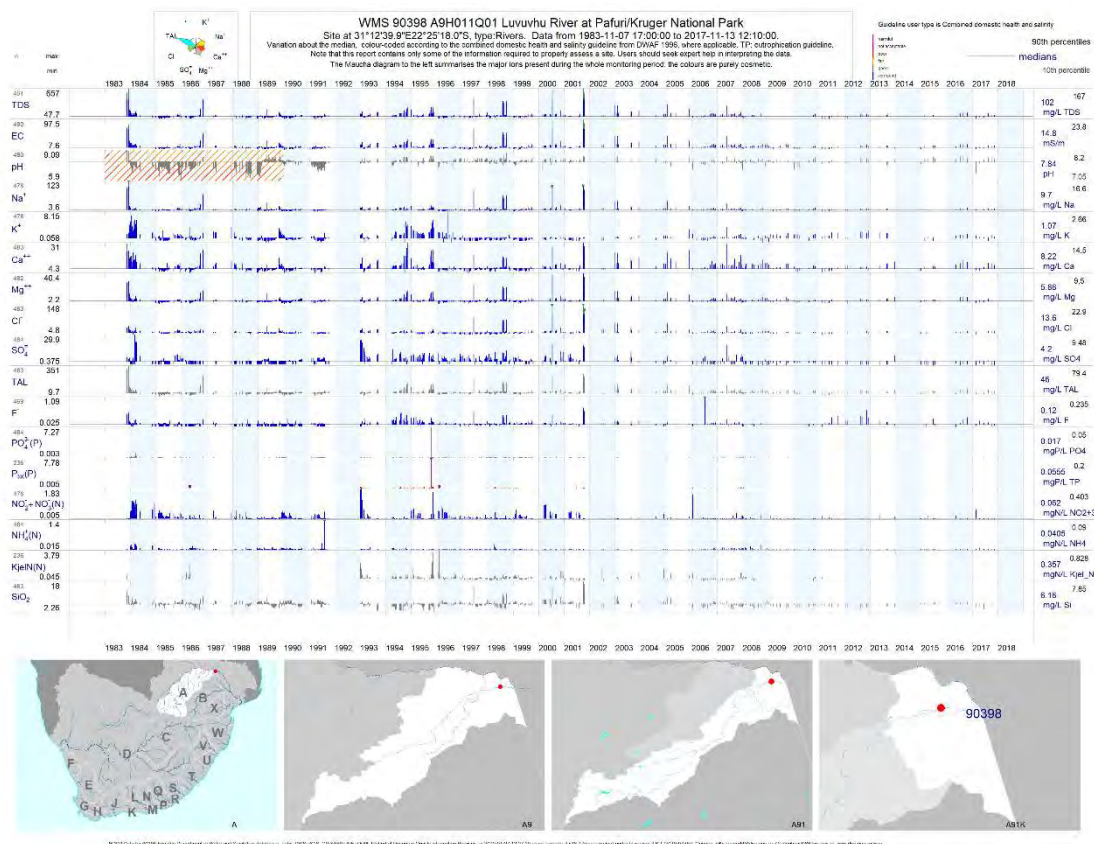 WMS 90398 A9H011Q01 Luvuvhu River at Pafuri/Kruger National Park
Site at 31°12'39.9"E22°25'18.0"S, type:Rivers. Data from 1983-11-07 17:00:00 to 2017-11-13 12:10:00.
Variation about the median, colour-coded according to the combined domestic heath and salinity guideline from DWAF 1996, where applicable. TP: eutrophication guideline.
Note that this report contains only some of the information required to properly assess a site. Users should seek expert help in interpreting the data.
The Maucha diagram to the left summarises the major ions present during the whole monitoring period: the colours are purely cosmetic.
K⁺
TAL Na⁺
Cl⁻ Ca⁺⁺
SO₄⁼ Mg⁺⁺
Guideline user type is Combined domestic health and salinity
90th percentiles
medians
10th percentile
n max
min
1983 1984 1985 1986 1987 1988 1989 1990 1991 1992 1993 1994 1995 1996 1997 1998 1999 2000 2001 2002 2003 2004 2005 2006 2007 2008 2009 2010 2011 2012 2013 2014 2015 2016 2017 2018
657 167
TDS 102
47.7 mg/L TDS
97.5 23.8
EC 14.8
7.6 mS/m
9.09 8.2
pH 7.84
5.9 pH 7.05
123 16.6
Na⁺ 9.7
3.6 mg/L Na
8.15 2.66
K⁺ 1.07
0.058 mg/L K
31 14.5
Ca⁺⁺ 8.22
4.3 mg/L Ca
40.4 9.5
Mg⁺⁺ 5.86
2.2 mg/L Mg
148 22.9
Cl⁻ 13.6
4.8 mg/L Cl
29.9 9.48
SO₄⁼ 4.2
0.375 mg/L SO4
351 79.4
TAL 46
9.7 mg/L TAL
1.09 0.235
F⁻ 0.12
0.025 mg/L F
7.27 0.05
PO₄(P) 0.017
0.003 mgP/L PO4
7.78 0.2
Ptot(P) 0.0555
0.005 mgP/L TP
1.83 0.403
NO₃⁻+NO₂⁻(N) 0.062
0.005 mgN/L NO2+3
1.4 0.09
NH₄⁺(N) 0.0405
0.015 mgN/L NH4
3.79 0.828
KjelN(N) 0.357
0.045 mgN/L Kjel_N
18 7.65
SiO₂ 6.16
2.26 mg/L Si
1983 1984 1985 1986 1987 1988 1989 1990 1991 1992 1993 1994 1995 1996 1997 1998 1999 2000 2001 2002 2003 2004 2005 2006 2007 2008 2009 2010 2011 2012 2013 2014 2015 2016 2017 2018
A B X
C W
D V
U
F T
E
G H J L N Q S
K M P R
A
A9
A91
90398
A91K